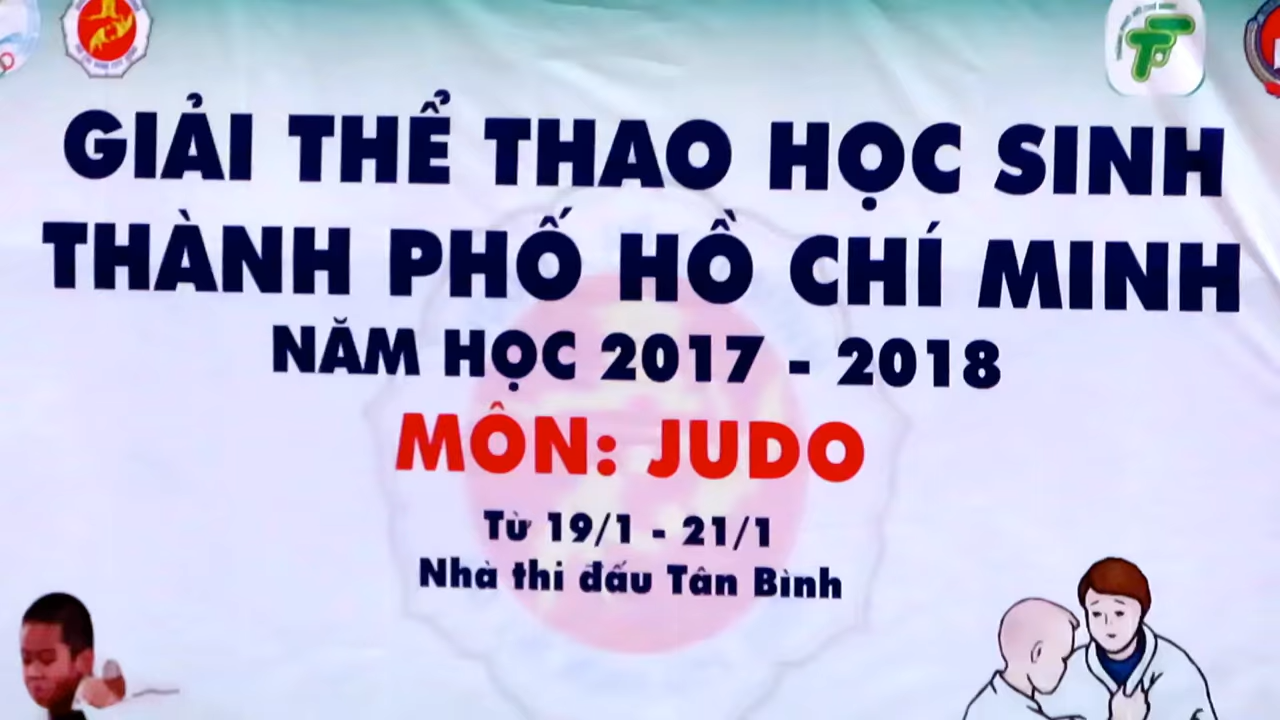 GIẢI THỂ THAO HỌC SINH
THÀNH PHỐ HỒ CHÍ MINH
NĂM HỌC 2017 - 2018
MÔN: JUDO
Từ 19/1 - 21/1
Nhà thi đấu Tân Bình